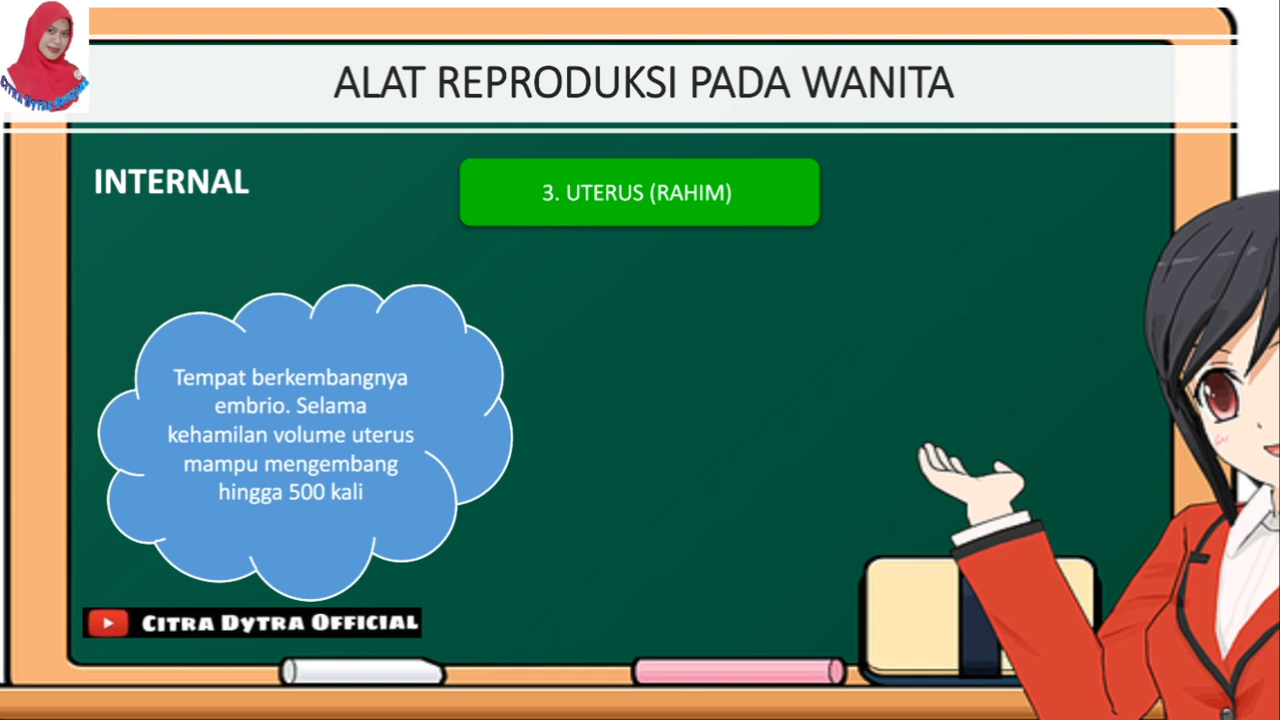 ALAT REPRODUKSI PADA WANITA
INTERNAL
3. UTERUS (RAHIM)
Tempat berkembangnya
embrio. Selama
kehamilan volume uterus
mampu mengembang
hingga 500 kali
CITRA DYTRA OFFICIAL